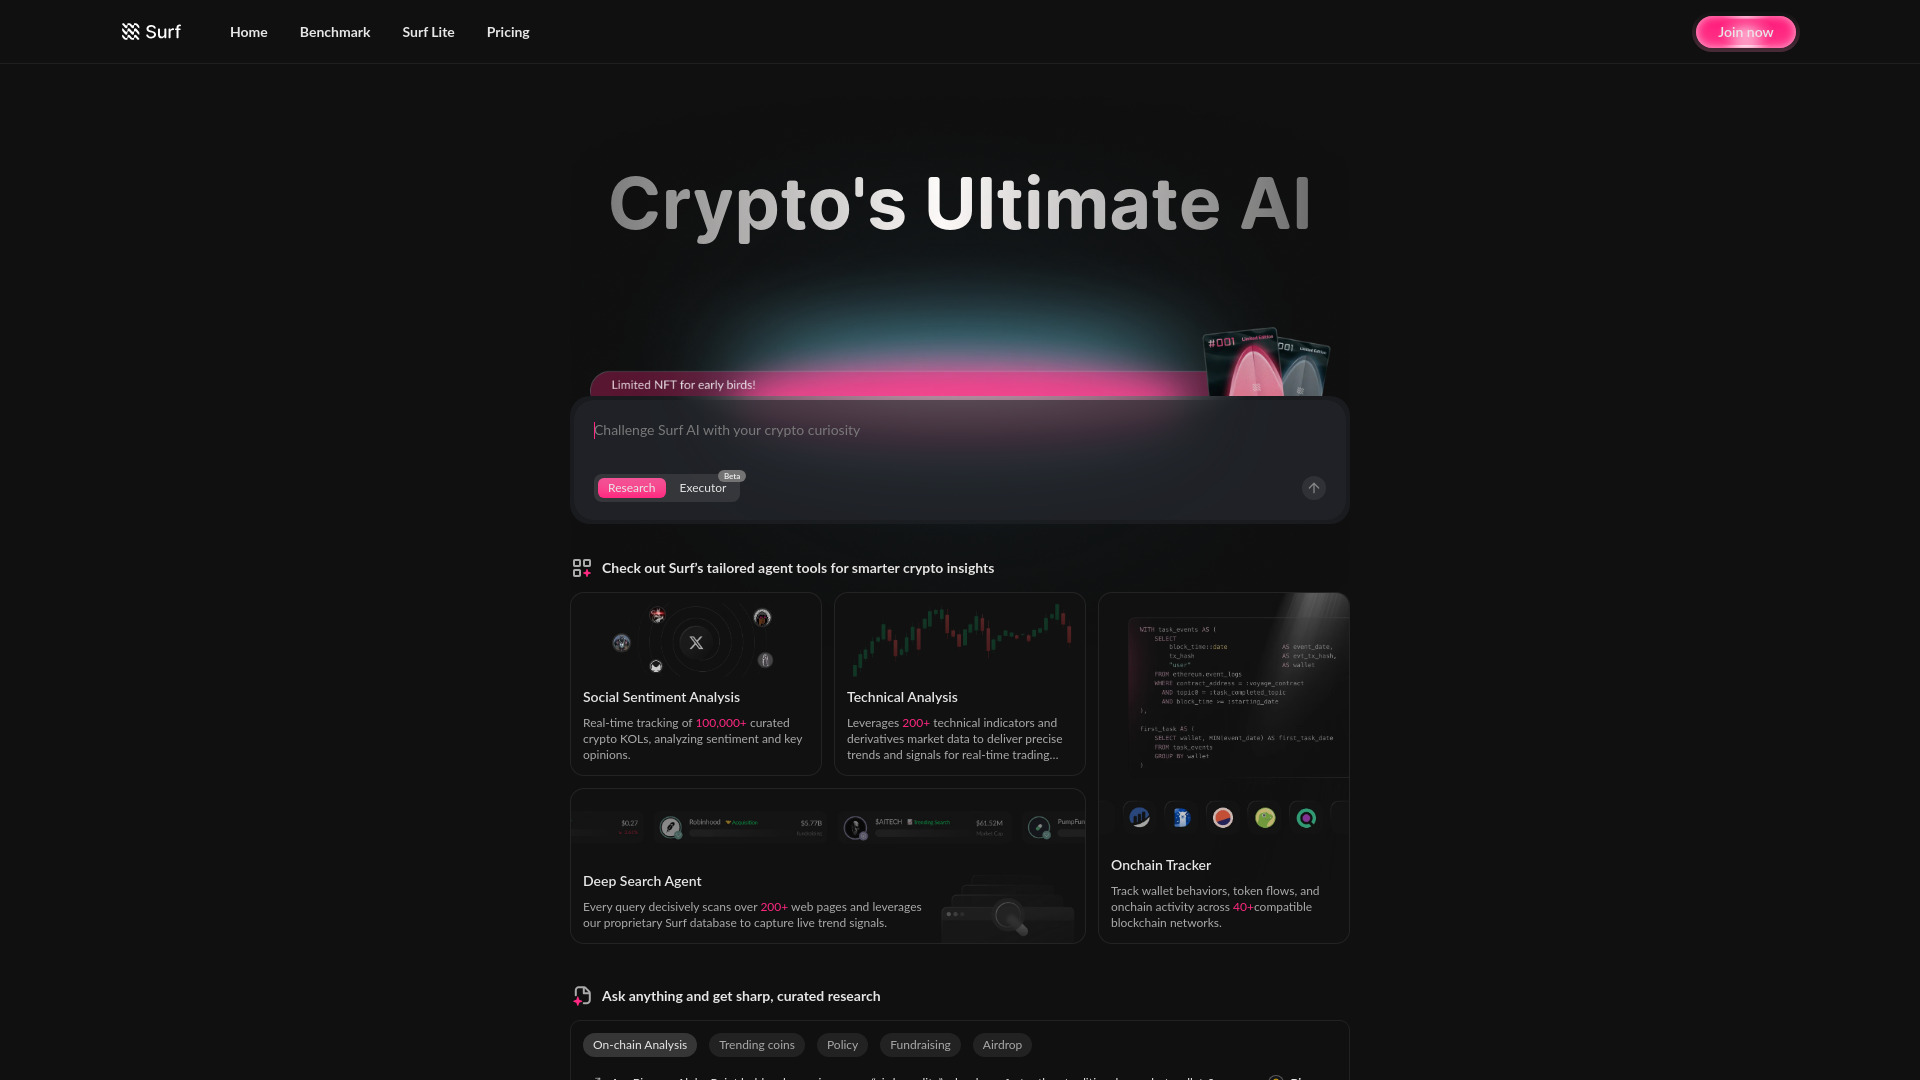 Surf
Home
Benchmark
Surf Lite
Pricing
Join now
Crypto's Ultimate AI
#001 Limited Edition
001 Limited Edition
Limited NFT for early birds!
Challenge Surf AI with your crypto curiosity
Research
Executor
Beta
Check out Surf's tailored agent tools for smarter crypto insights
Social Sentiment Analysis
Real-time tracking of 100,000+ curated
crypto KOLs, analyzing sentiment and key
opinions.
Technical Analysis
Leverages 200+ technical indicators and
derivatives market data to deliver precise
trends and signals for real-time trading...
WITH task_events AS (
SELECT
block_time::date AS event_date,
tx_hash AS evt_tx_hash,
"user" AS wallet
FROM ethereum.event_logs
WHERE contract_address = :voyage_contract
AND topic0 = :task_completed_topic
AND block_time >= :starting_date
),
first_task AS (
SELECT wallet, MIN(event_date) AS first_task_date
FROM task_events
GROUP BY wallet
)
Onchain Tracker
Track wallet behaviors, token flows, and
onchain activity across 40+compatible
blockchain networks.
$0.27
Robinhood Acquisition $5.77B
Fundraising
$AITECH Trending Search $61.52M
Market Cap
PumpFun
Deep Search Agent
Every query decisively scans over 200+ web pages and leverages
our proprietary Surf database to capture live trend signals.
Ask anything and get sharp, curated research
On-chain Analysis
Trending coins
Policy
Fundraising
Airdrop